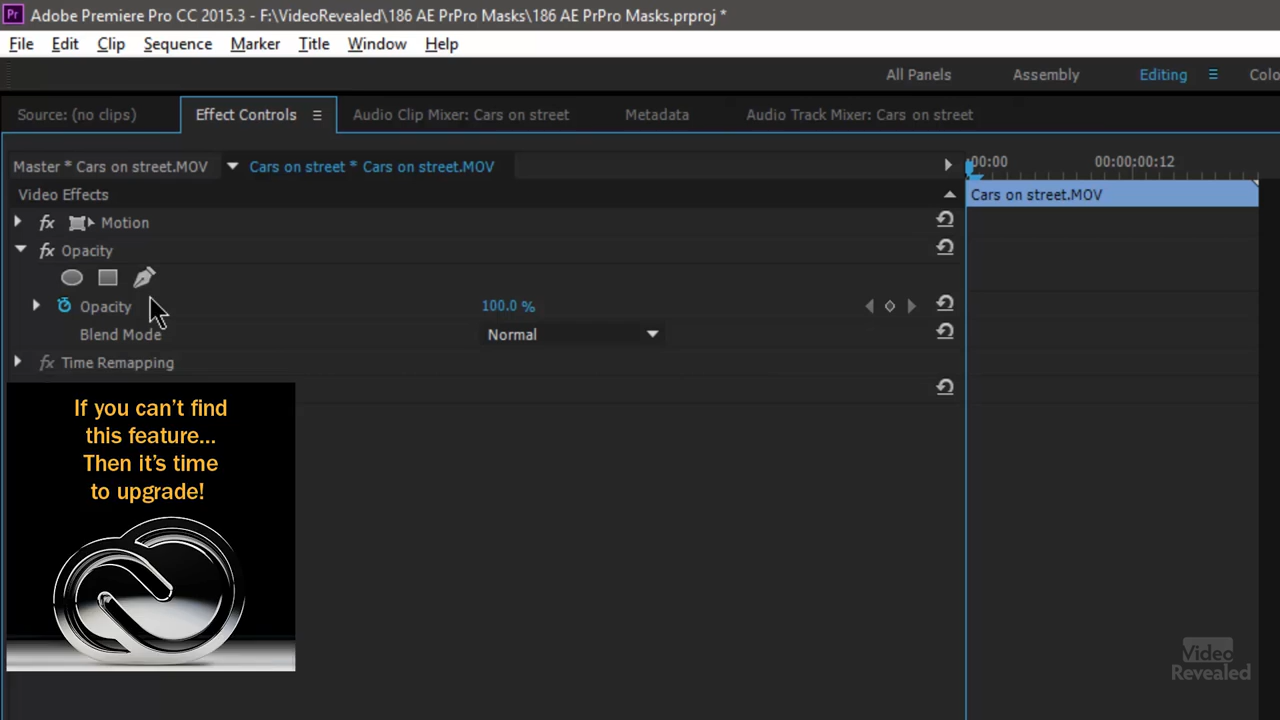 Adobe Premiere Pro CC 2015.3 - F:\VideoRevealed\186 AE PrPro Masks\186 AE PrPro Masks.prproj *
File Edit Clip Sequence Marker Title Window Help
All Panels Assembly Editing Colo
Source: (no clips) Effect Controls Audio Clip Mixer: Cars on street Metadata Audio Track Mixer: Cars on street
Master * Cars on street.MOV Cars on street * Cars on street.MOV :00:00 00:00:00:12
Video Effects Cars on street.MOV
fx Motion
fx Opacity
Opacity 100.0 %
Blend Mode Normal
fx Time Remapping
If you can't find
this feature...
Then it's time
to upgrade!
Video
Revealed